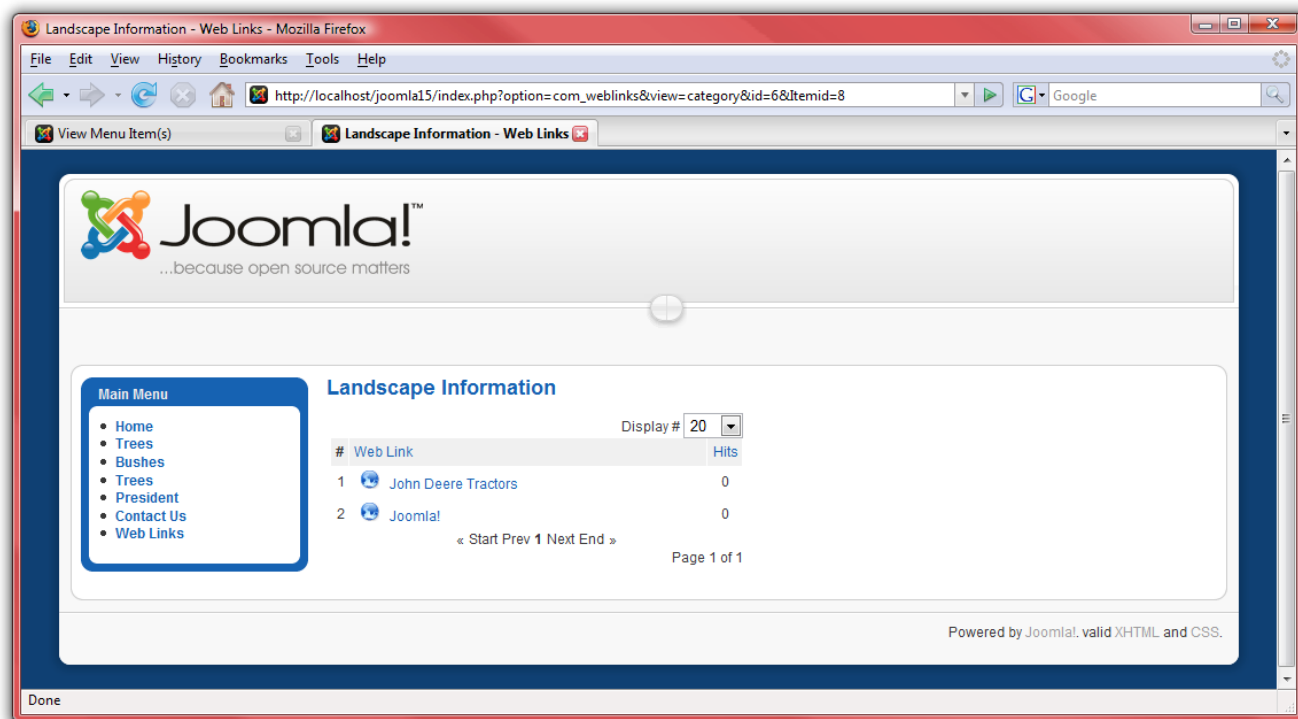 Landscape Information - Web Links - Mozilla Firefox
File Edit View History Bookmarks Tools Help
http://localhost/joomla15/index.php?option=com_weblinks&view=category&id=6&Itemid=8 G Google
View Menu Item(s) Landscape Information - Web Links
Joomla!™
...because open source matters
Main Menu
Home
Trees
Bushes
Trees
President
Contact Us
Web Links
Landscape Information
Display # 20
# Web Link Hits
1 John Deere Tractors 0
2 Joomla! 0
« Start Prev 1 Next End »
Page 1 of 1
Powered by Joomla!. valid XHTML and CSS.
Done